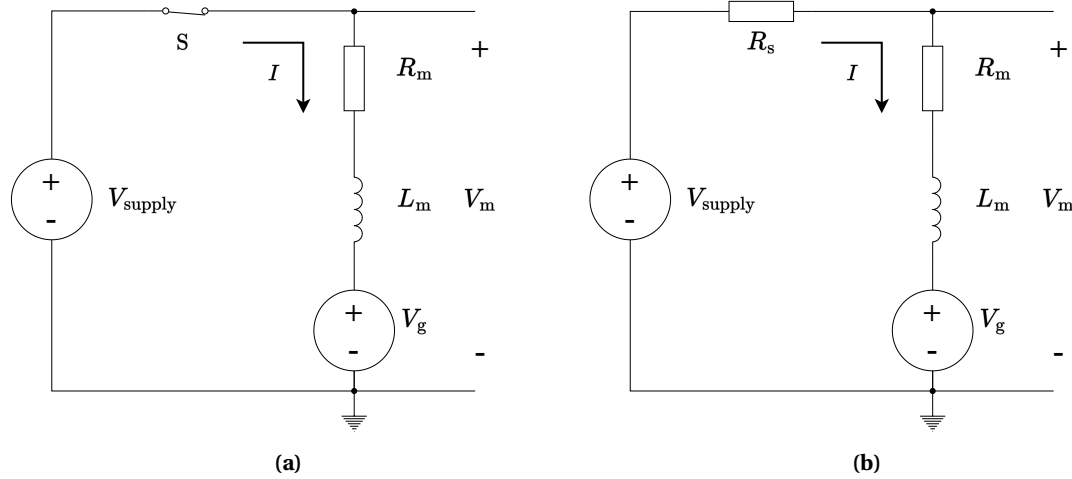 S
I
R_m
+
+
-
V_supply
L_m
V_m
+
-
V_g
-
(a)
R_s
I
R_m
+
+
-
V_supply
L_m
V_m
+
-
V_g
-
(b)